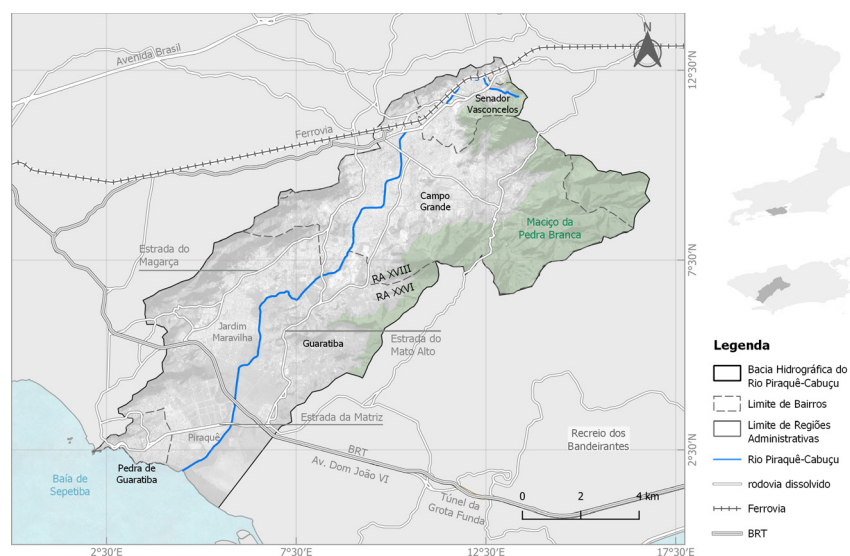 N
Avenida Brasil
12°30'N
Senador
Vasconcelos
Ferrovia
Campo
Grande
Maciço da
Pedra Branca
Estrada do
Magarça
7°30'N
RA XVIII
RA XXVI
Jardim
Maravilha
Guaratiba
Estrada do
Mato Alto
Estrada da Matriz
Piraquê
Recreio dos
Bandeirantes
2°30'N
BRT
Av. Dom João VI
Pedra de
Guaratiba
Baía de
Sepetiba
Túnel da
Grota Funda
0 2 4 km
2°30'E 7°30'E 12°30'E 17°30'E
Legenda
Bacia Hidrográfica do
Rio Piraquê-Cabuçu
Limite de Bairros
Limite de Regiões
Administrativas
Rio Piraquê-Cabuçu
rodovia dissolvido
Ferrovia
BRT